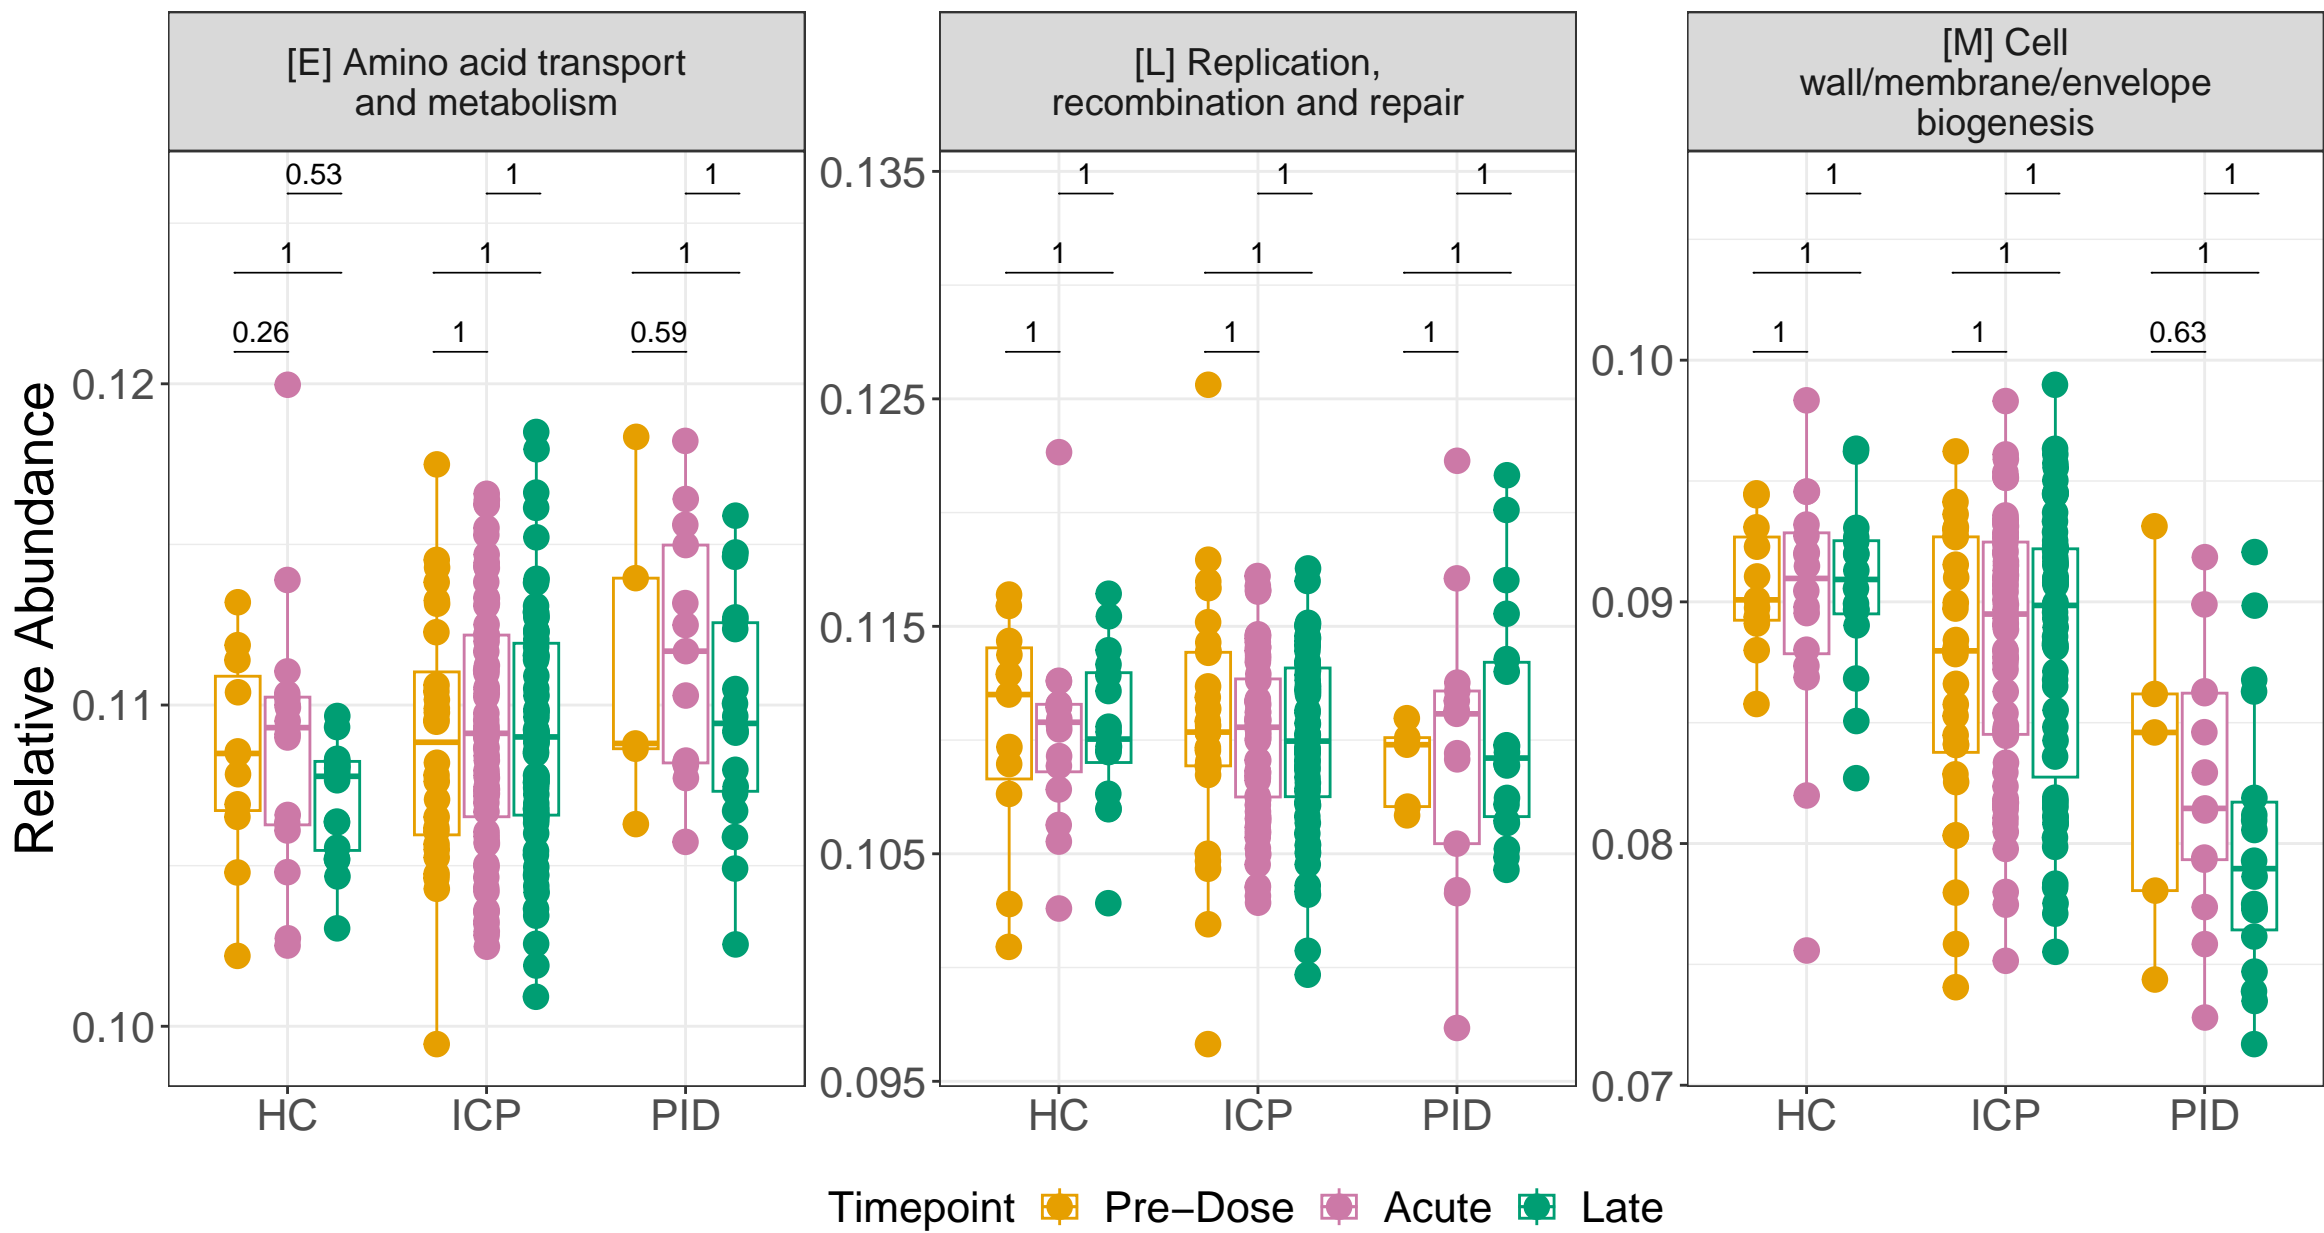 [E] Amino acid transport
and metabolism
[L] Replication,
recombination and repair
[M] Cell
wall/membrane/envelope
biogenesis
Relative Abundance
0.53 1 1
1 1 1
0.26 1 0.59
0.12
0.11
0.10
HC ICP PID
0.135
0.125
0.115
0.105
0.095
1 1 1
1 1 1
1 1 1
HC ICP PID
0.10
0.09
0.08
0.07
1 1 1
1 1 1
1 1 0.63
HC ICP PID
Timepoint Pre−Dose Acute Late